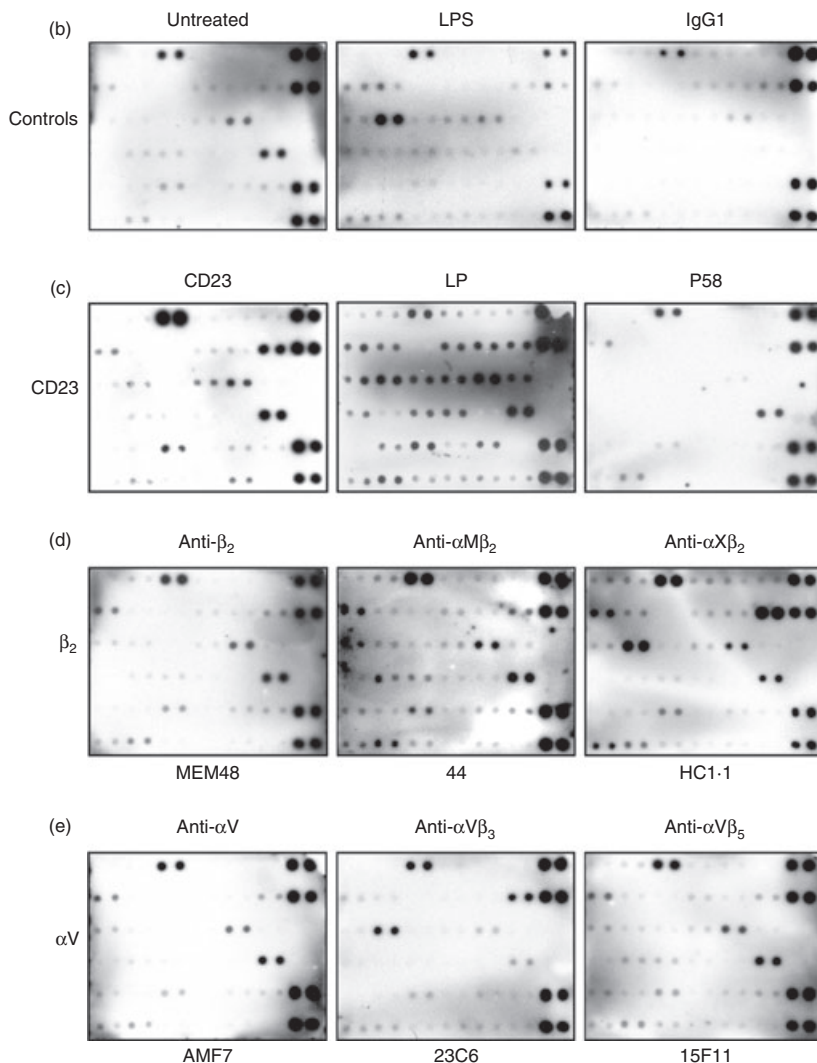 (b)
Untreated LPS IgG1
Controls
(c)
CD23 LP P58
CD23
(d)
Anti-β₂ Anti-αMβ₂ Anti-αXβ₂
β₂
MEM48 44 HC1·1
(e)
Anti-αV Anti-αVβ₃ Anti-αVβ₅
αV
AMF7 23C6 15F11